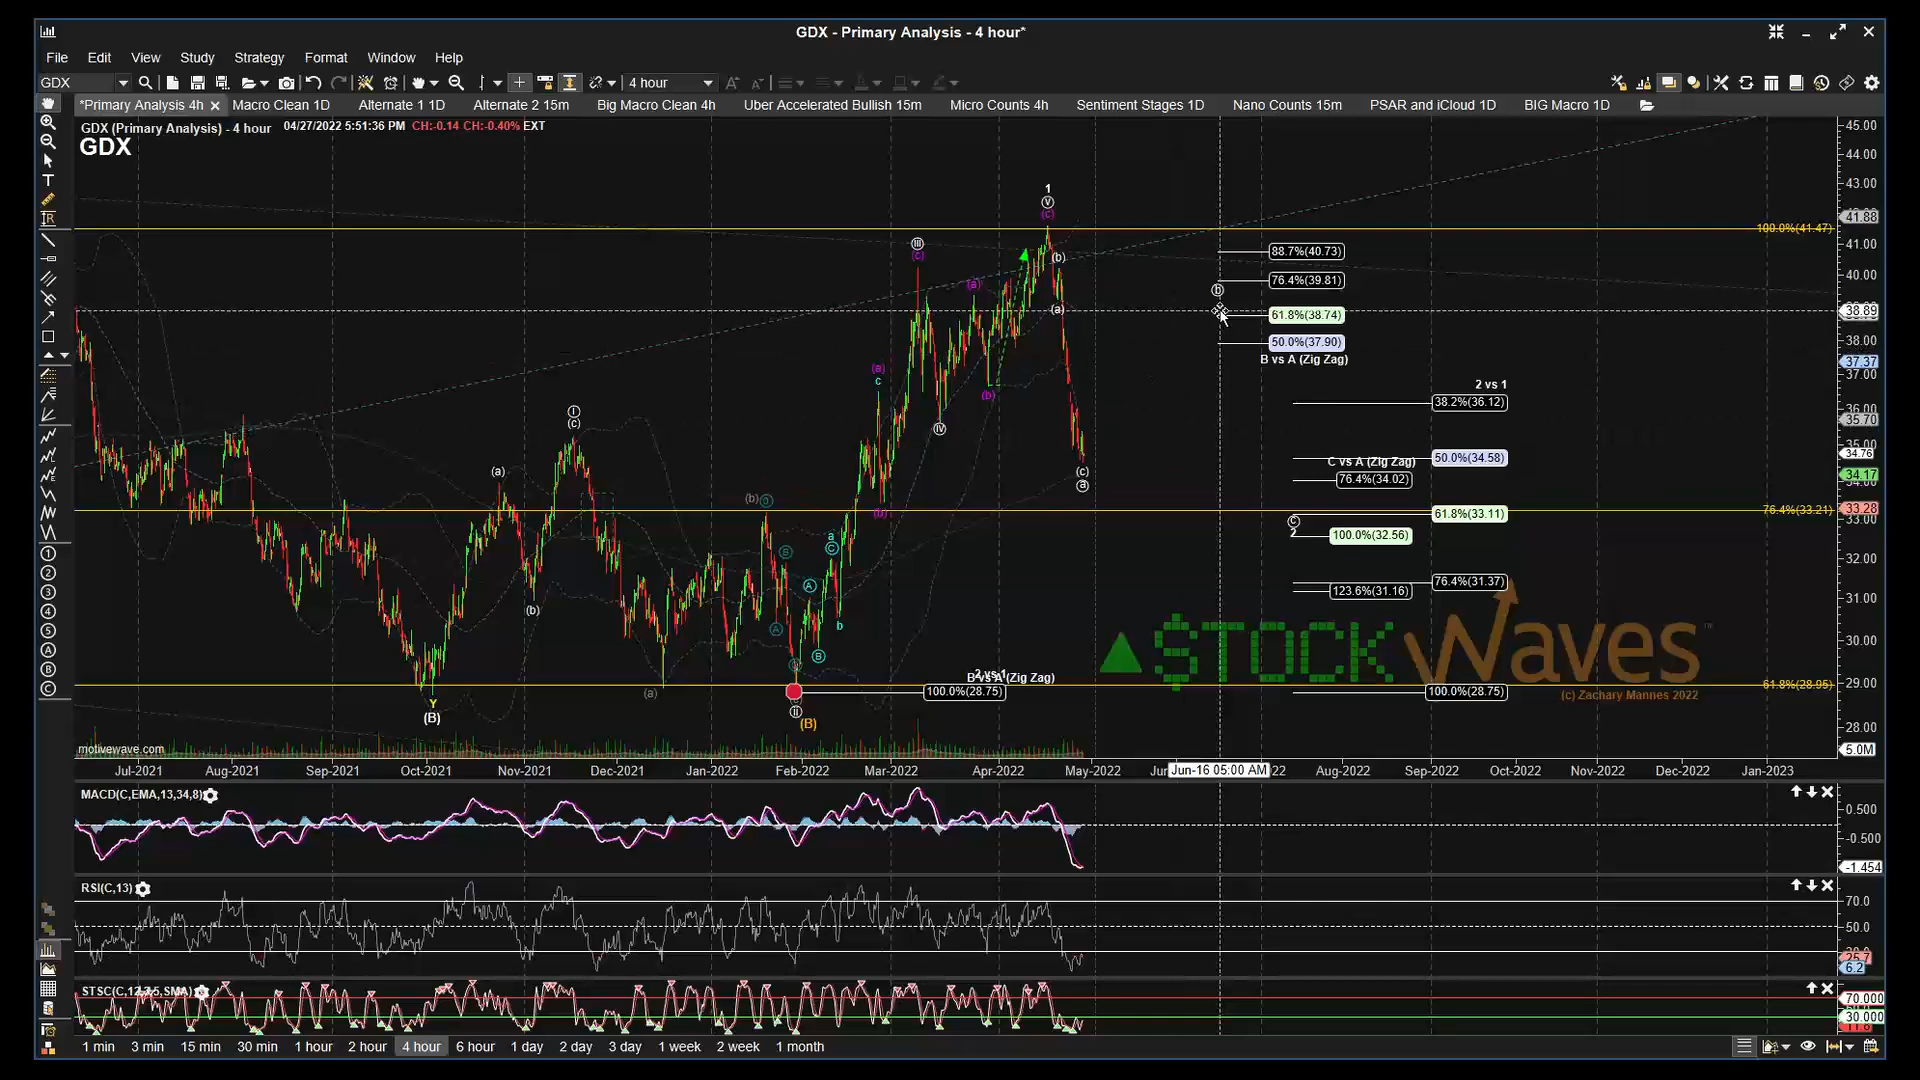 GDX - Primary Analysis - 4 hour*
File Edit View Study Strategy Format Window Help
GDX 4 hour
*Primary Analysis 4h Macro Clean 1D Alternate 1 1D Alternate 2 15m Big Macro Clean 4h Uber Accelerated Bullish 15m Micro Counts 4h Sentiment Stages 1D Nano Counts 15m PSAR and iCloud 1D BIG Macro 1D
GDX (Primary Analysis) - 4 hour 04/27/2022 5:51:36 PM CH:-0.14 CH:-0.40% EXT
GDX
45.00
44.00
43.00
41.88
100.0%(41.47)
41.00
40.00
38.89
38.00
37.37
37.00
36.00
35.70
35.00
34.76
34.17
34.00
76.4%(33.21)
33.28
33.00
32.00
31.00
30.00
61.8%(28.95)
29.00
28.00
5.0M
1
(c)
(b)
(a)
88.7%(40.73)
76.4%(39.81)
61.8%(38.74)
50.0%(37.90)
B vs A (Zig Zag)
2 vs 1
38.2%(36.12)
50.0%(34.58)
C vs A (Zig Zag)
76.4%(34.02)
61.8%(33.11)
2
100.0%(32.56)
76.4%(31.37)
123.6%(31.16)
$TOCK Waves™
(c) Zachary Mannes 2022
B vs A (Zig Zag)
100.0%(28.75)
100.0%(28.75)
Y
(B)
(B)
motivewave.com
Jul-2021 Aug-2021 Sep-2021 Oct-2021 Nov-2021 Dec-2021 Jan-2022 Feb-2022 Mar-2022 Apr-2022 May-2022 Jun-16 05:00 AM Aug-2022 Sep-2022 Oct-2022 Nov-2022 Dec-2022 Jan-2023
MACD(C,EMA,13,34,8)
0.500
-0.500
-1.454
RSI(C,13)
70.0
50.0
6.2
STSC(C,12,2.5,SMA)
70.000
30.000
1 min 3 min 15 min 30 min 1 hour 2 hour 4 hour 6 hour 1 day 2 day 3 day 1 week 2 week 1 month